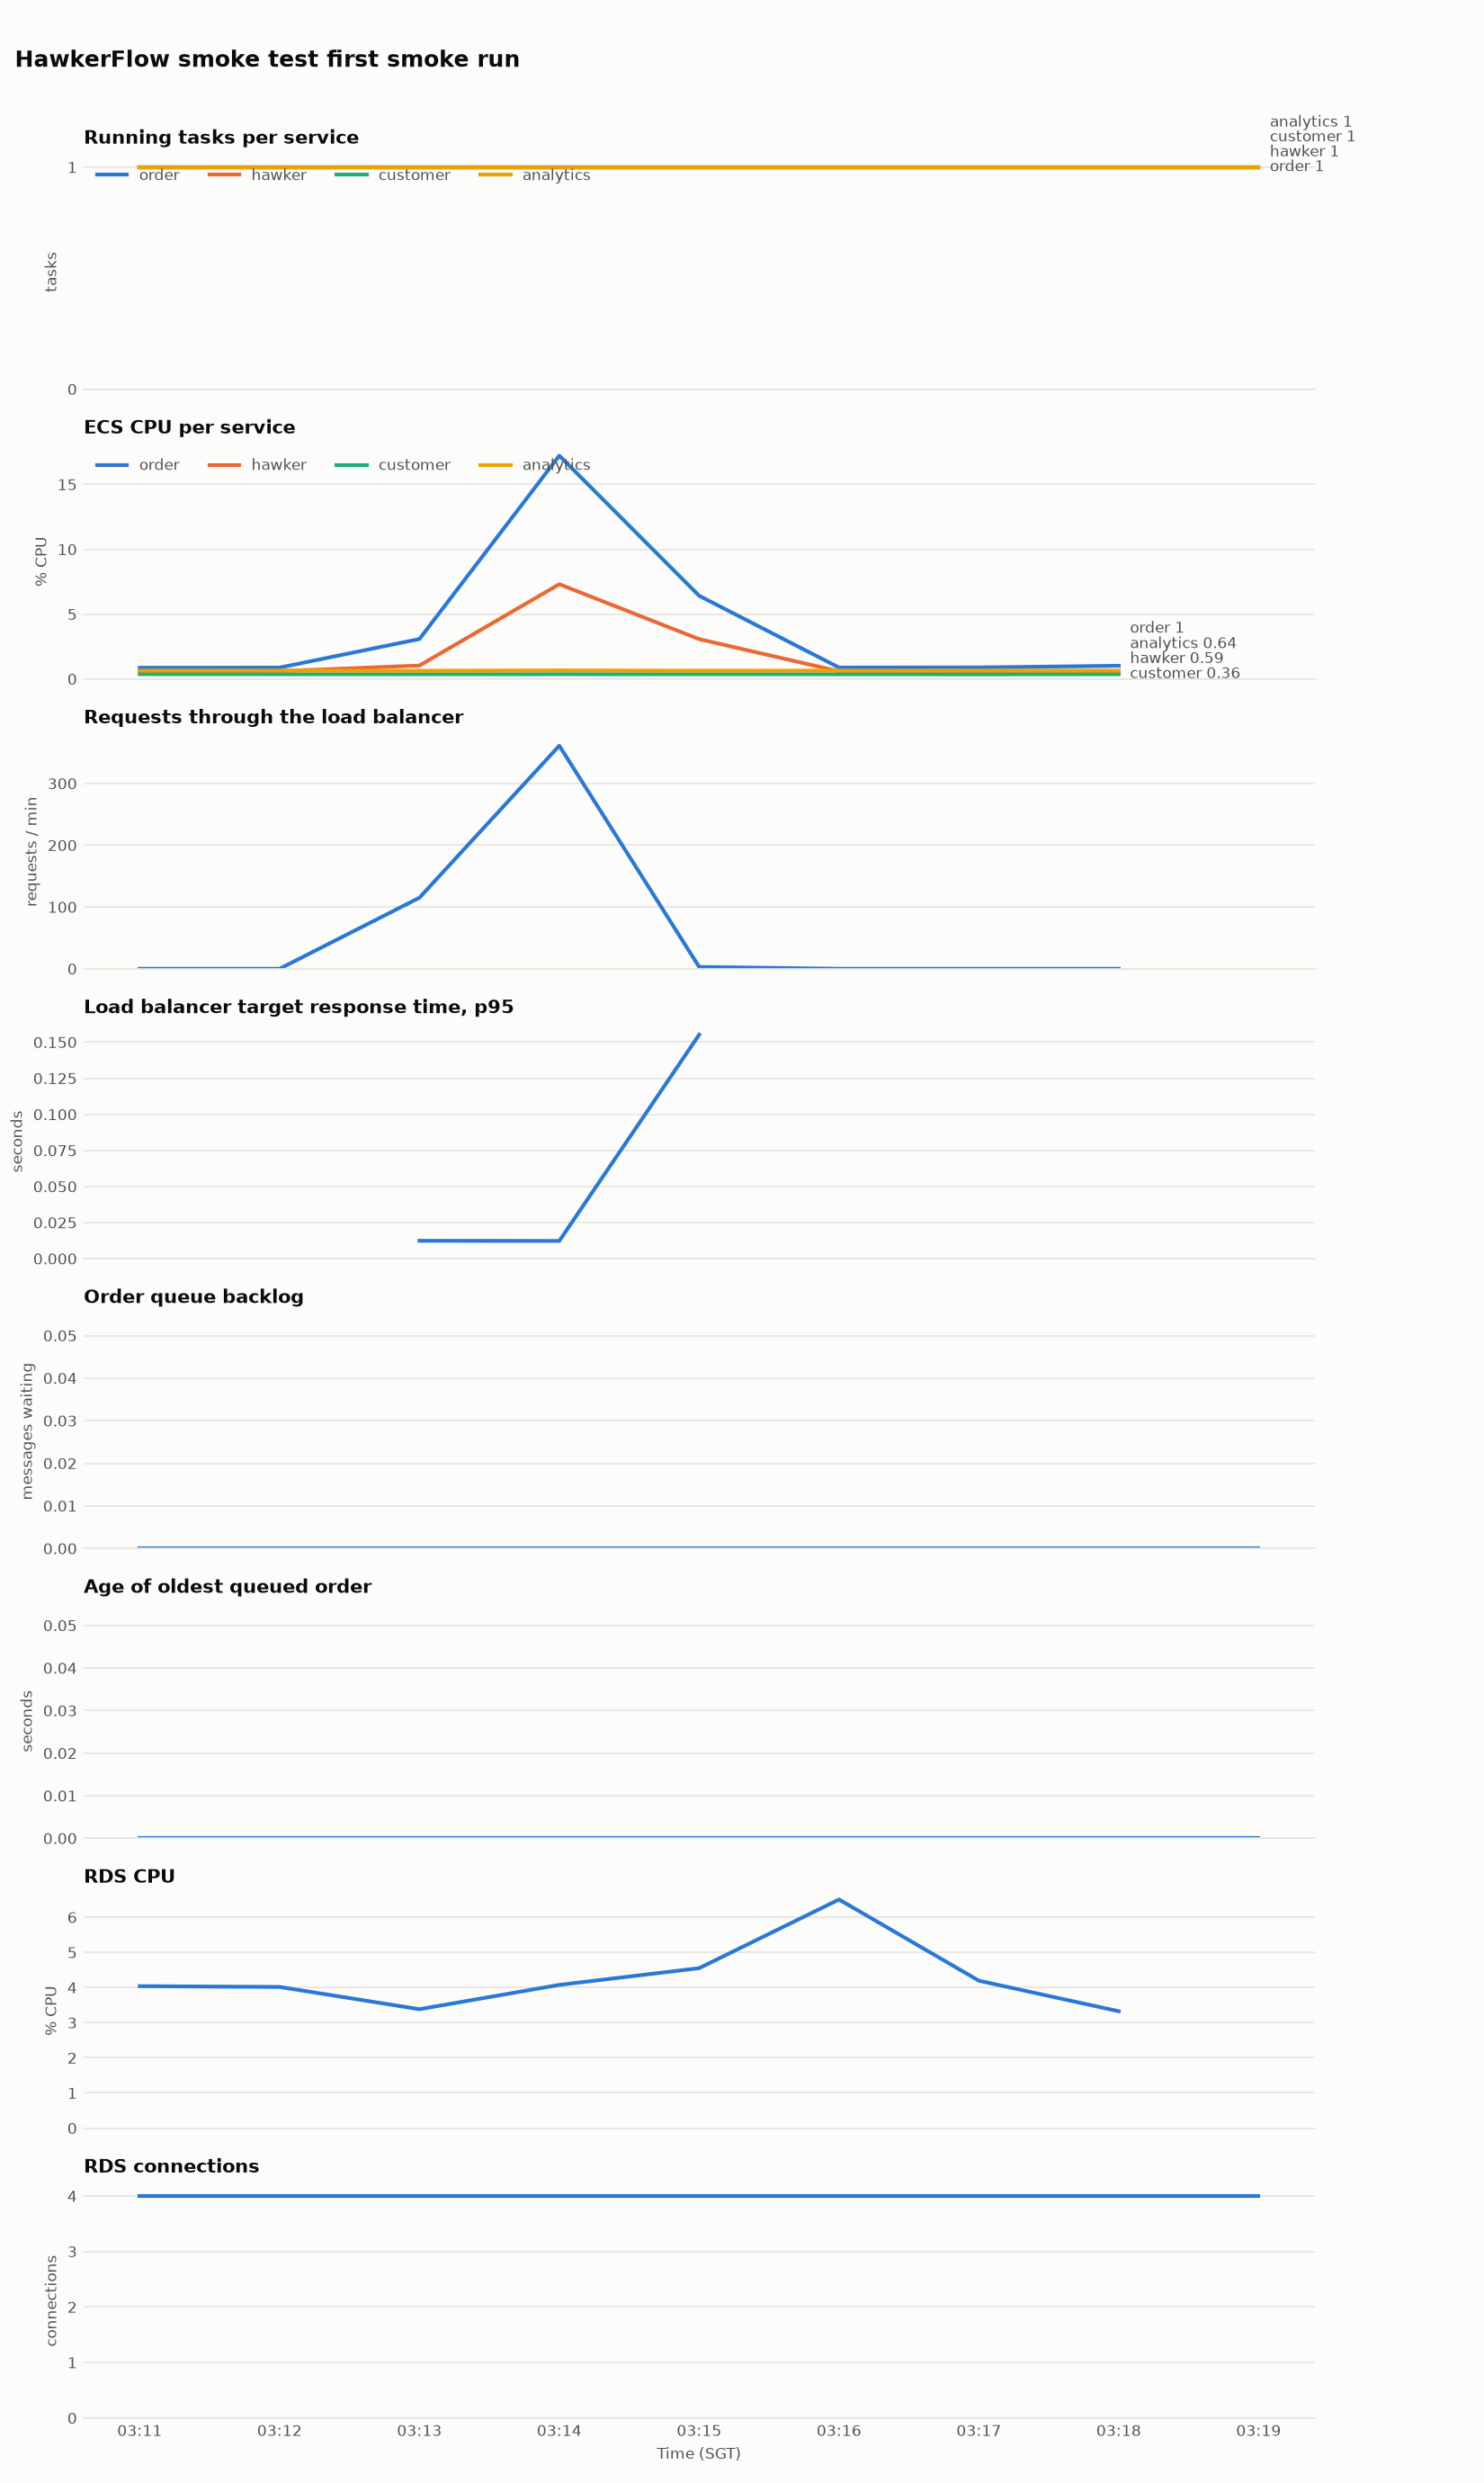 HawkerFlow smoke test first smoke run
Running tasks per service
analytics 1
customer 1
hawker 1
order 1
1
order hawker customer analytics
tasks
0
ECS CPU per service
order hawker customer analytics
15
10
% CPU
5
order 1
analytics 0.64
hawker 0.59
customer 0.36
0
Requests through the load balancer
300
requests / min
200
100
0
Load balancer target response time, p95
0.150
0.125
0.100
seconds
0.075
0.050
0.025
0.000
Order queue backlog
0.05
0.04
messages waiting
0.03
0.02
0.01
0.00
Age of oldest queued order
0.05
0.04
seconds
0.03
0.02
0.01
0.00
RDS CPU
6
5
4
% CPU
3
2
1
0
RDS connections
4
3
connections
2
1
0
03:11 03:12 03:13 03:14 03:15 03:16 03:17 03:18 03:19
Time (SGT)